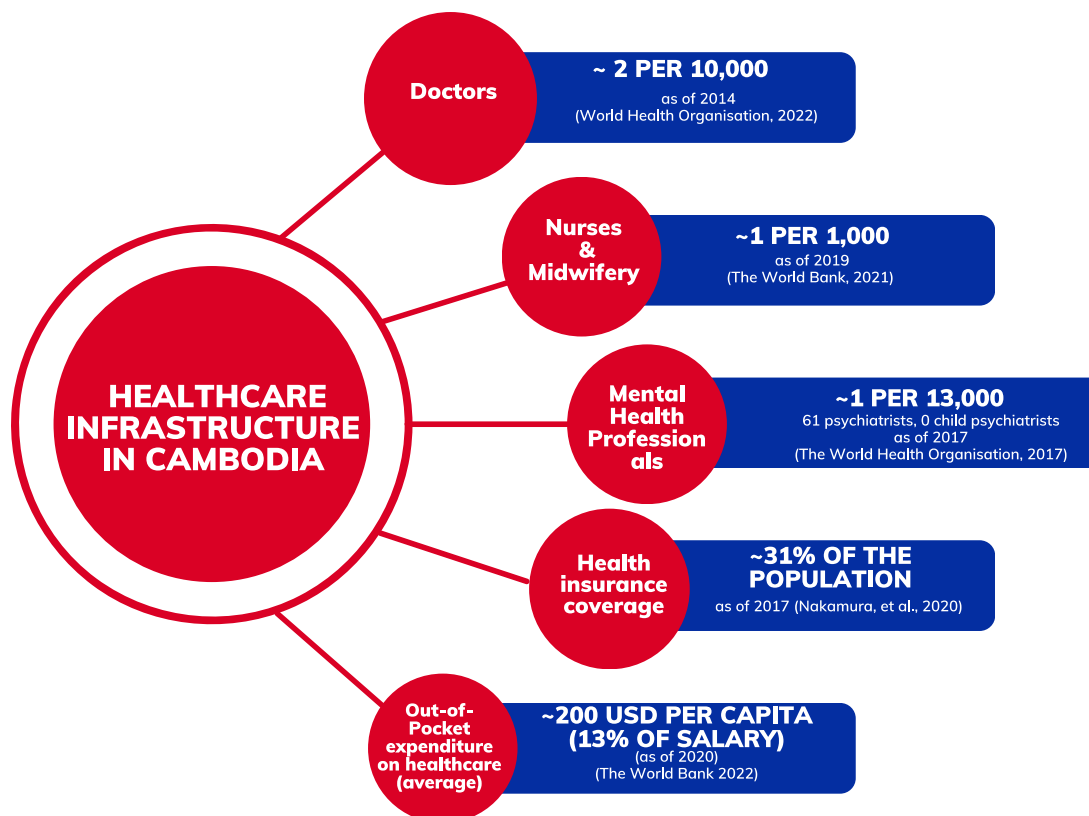 HEALTHCARE
INFRASTRUCTURE
IN CAMBODIA
Doctors
~ 2 PER 10,000
as of 2014
(World Health Organisation, 2022)
Nurses
&
Midwifery
~1 PER 1,000
as of 2019
(The World Bank, 2021)
Mental
Health
Profession
als
~1 PER 13,000
61 psychiatrists, 0 child psychiatrists
as of 2017
(The World Health Organisation, 2017)
Health
insurance
coverage
~31% OF THE
POPULATION
as of 2017 (Nakamura, et al., 2020)
Out-of-
Pocket
expenditure
on healthcare
(average)
~200 USD PER CAPITA
(13% OF SALARY)
(as of 2020)
(The World Bank 2022)